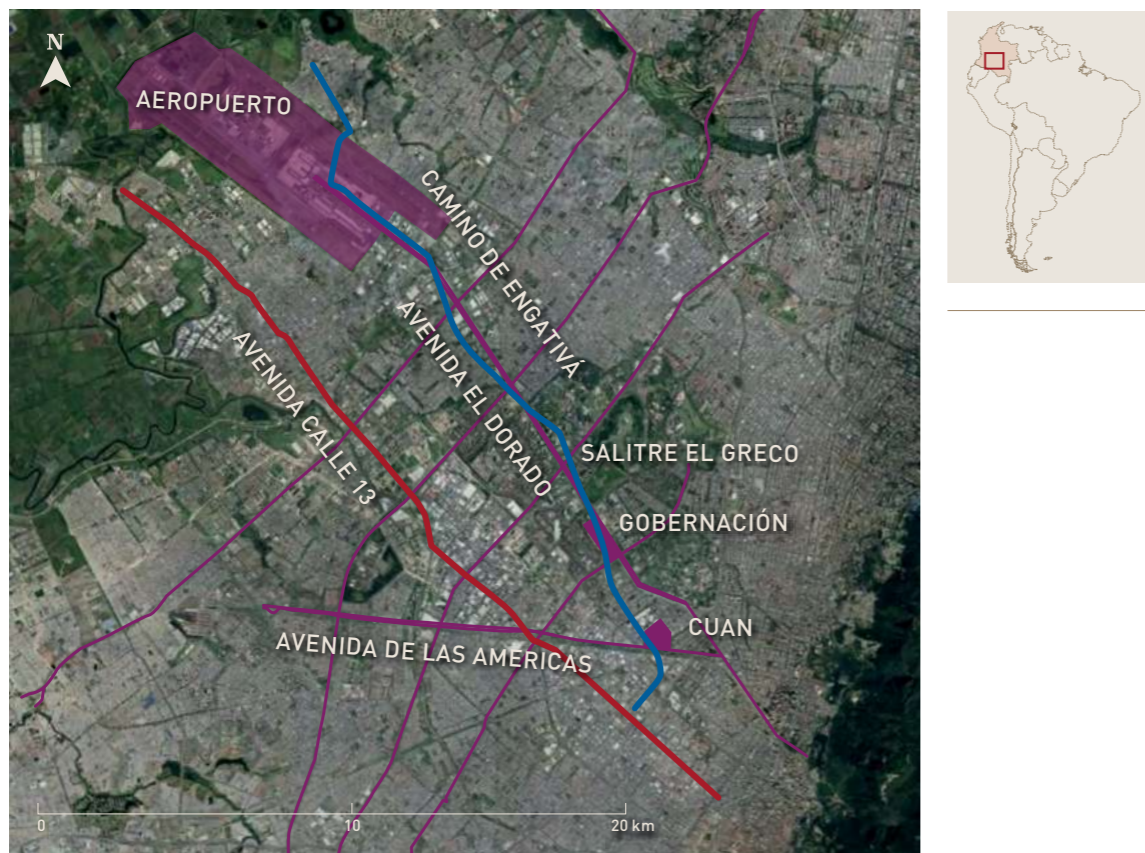 N
AEROPUERTO
CAMINO DE ENGATIVÁ
AVENIDA EL DORADO
AVENIDA CALLE 13
SALITRE EL GRECO
GOBERNACIÓN
CUAN
AVENIDA DE LAS AMÉRICAS
0 10 20 km